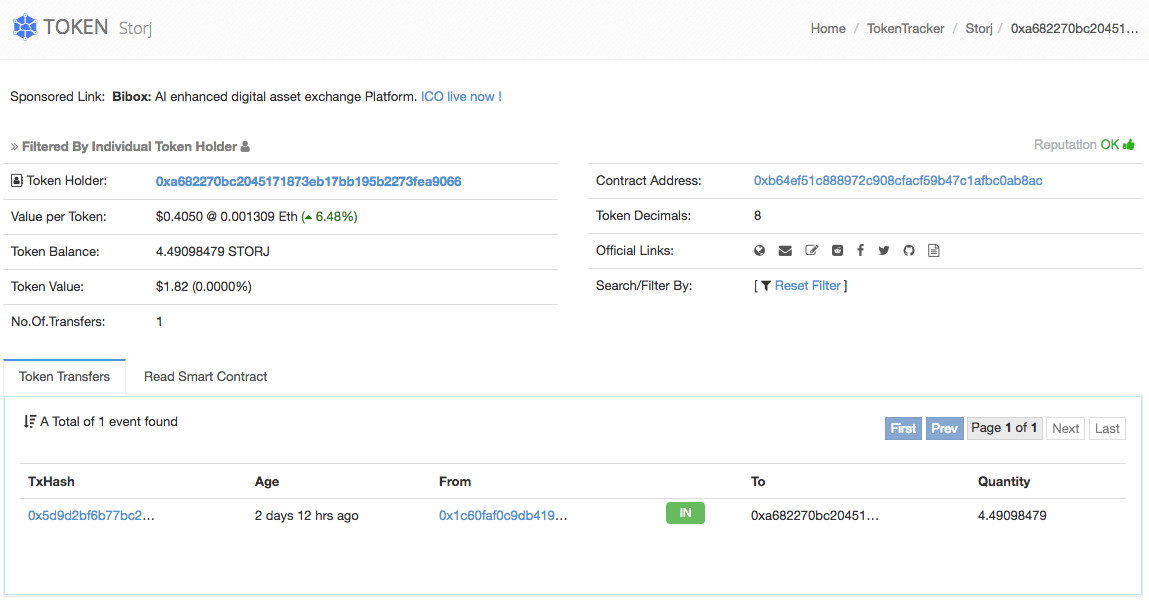 TOKEN Storj
Home / TokenTracker / Storj / 0xa682270bc20451...
Sponsored Link: Bibox: AI enhanced digital asset exchange Platform. ICO live now !
» Filtered By Individual Token Holder
Reputation OK
Token Holder: 0xa682270bc2045171873eb17bb195b2273fea9066
Value per Token: $0.4050 @ 0.001309 Eth ( 6.48%)
Token Balance: 4.49098479 STORJ
Token Value: $1.82 (0.0000%)
No.Of.Transfers: 1
Contract Address: 0xb64ef51c888972c908cfacf59b47c1afbc0ab8ac
Token Decimals: 8
Official Links:
Search/Filter By: [ Reset Filter ]
Token Transfers Read Smart Contract
A Total of 1 event found
First Prev Page 1 of 1 Next Last
TxHash Age From To Quantity
0x5d9d2bf6b77bc2... 2 days 12 hrs ago 0x1c60faf0c9db419... IN 0xa682270bc20451... 4.49098479